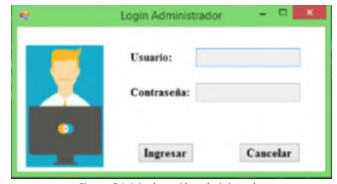 Login Administrador
Usuario:
Contraseña:
Ingresar
Cancelar